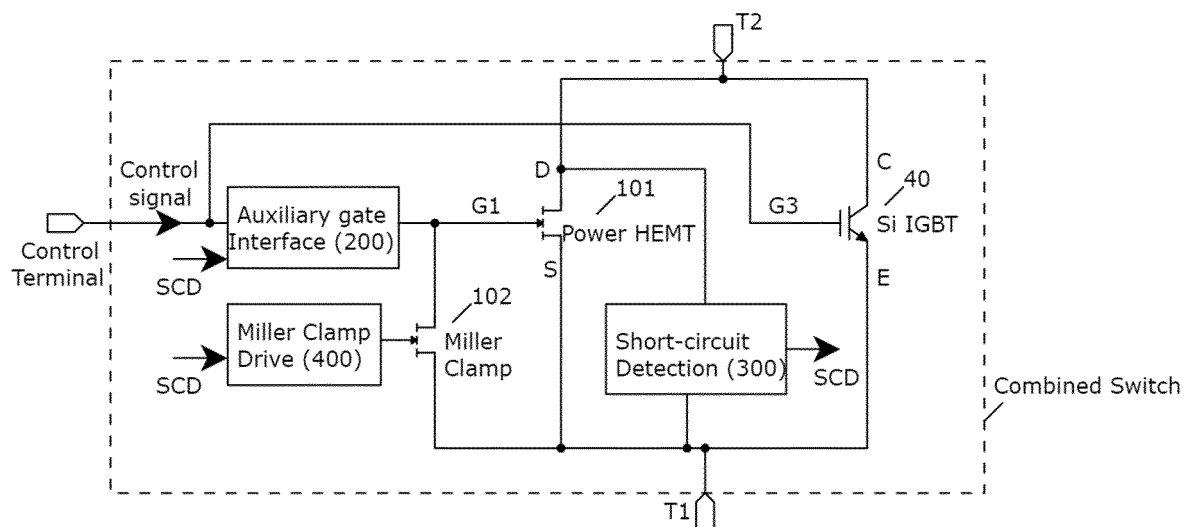 T2
Control
signal
D
C
101
40
Auxiliary gate
Interface (200)
G1
G3
Si IGBT
Power HEMT
Control
Terminal
SCD
S
E
102
Miller Clamp
Drive (400)
Miller
Clamp
Short-circuit
Detection (300)
SCD
SCD
Combined Switch
T1